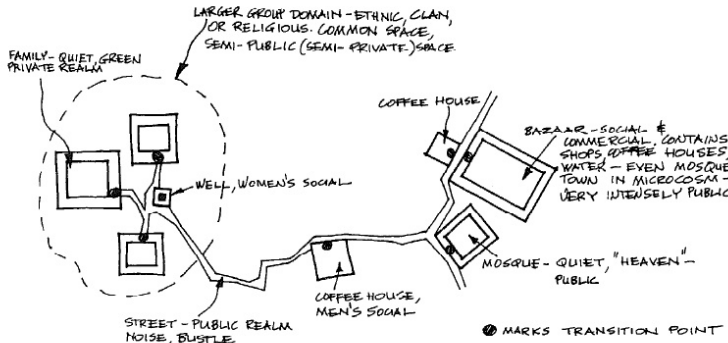 LARGER GROUP DOMAIN - ETHNIC, CLAN,
OR RELIGIOUS. COMMON SPACE,
SEMI-PUBLIC (SEMI-PRIVATE) SPACE.
FAMILY - QUIET, GREEN
PRIVATE REALM
COFFEE HOUSE
BAZAAR - SOCIAL &
COMMERCIAL. CONTAINS
SHOPS, COFFEE HOUSES,
WATER - EVEN MOSQUE
TOWN IN MICROCOSM -
VERY INTENSELY PUBLIC
WELL, WOMEN'S SOCIAL
MOSQUE - QUIET, "HEAVEN" -
PUBLIC
COFFEE HOUSE,
MEN'S SOCIAL
STREET - PUBLIC REALM
NOISE, BUSTLE
MARKS TRANSITION POINT